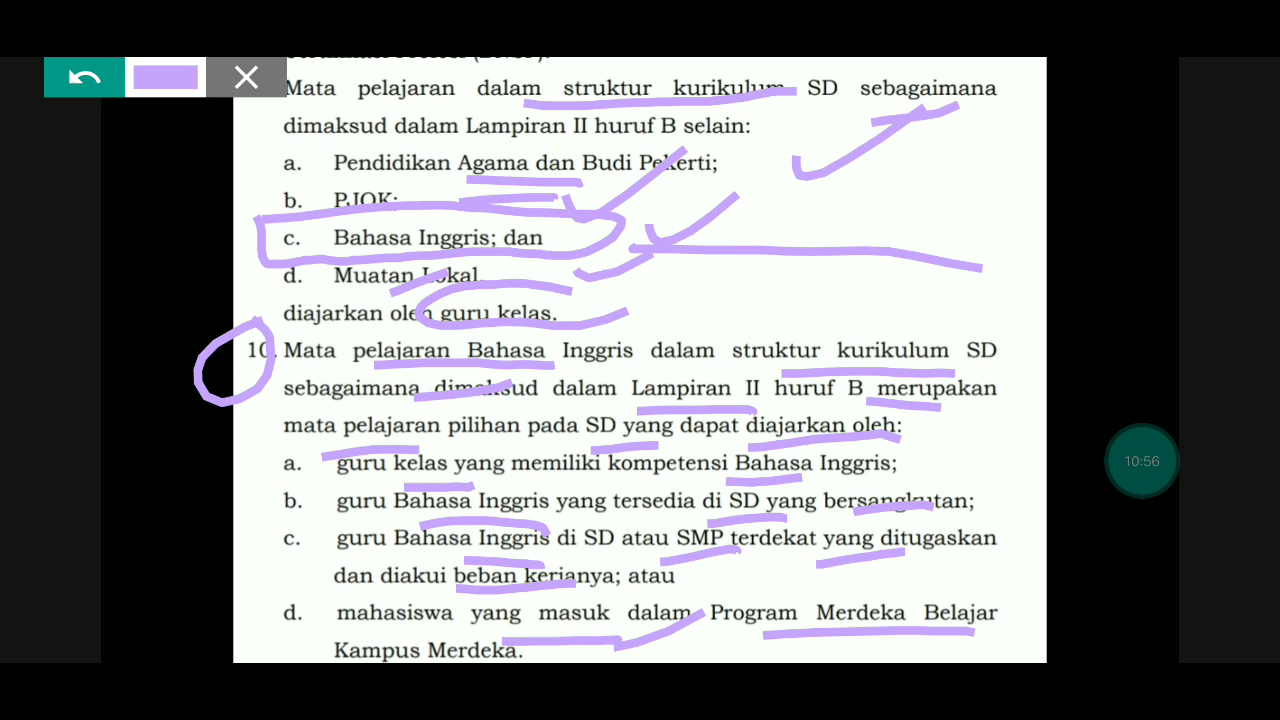 Mata pelajaran dalam struktur kurikulum SD sebagaimana
dimaksud dalam Lampiran II huruf B selain:
a. Pendidikan Agama dan Budi Pekerti;
b. PJOK;
c. Bahasa Inggris; dan
d. Muatan Lokal,
diajarkan oleh guru kelas.
10. Mata pelajaran Bahasa Inggris dalam struktur kurikulum SD
sebagaimana dimaksud dalam Lampiran II huruf B merupakan
mata pelajaran pilihan pada SD yang dapat diajarkan oleh:
a. guru kelas yang memiliki kompetensi Bahasa Inggris;
b. guru Bahasa Inggris yang tersedia di SD yang bersangkutan;
c. guru Bahasa Inggris di SD atau SMP terdekat yang ditugaskan
dan diakui beban kerjanya; atau
d. mahasiswa yang masuk dalam Program Merdeka Belajar
Kampus Merdeka.
10:56